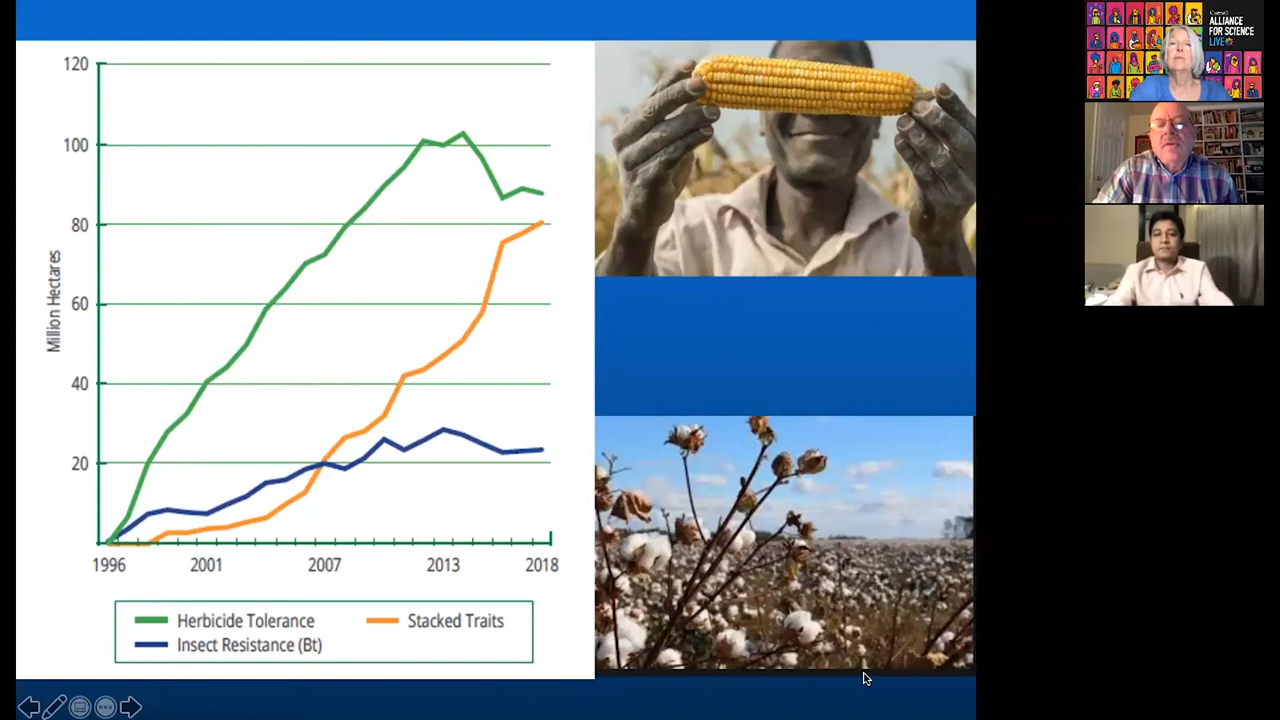 120
100
80
60
40
20
Million Hectares
1996 2001 2007 2013 2018
Herbicide Tolerance Stacked Traits
Insect Resistance (Bt)
Cornell
ALLIANCE
FOR SCIENCE
LIVE